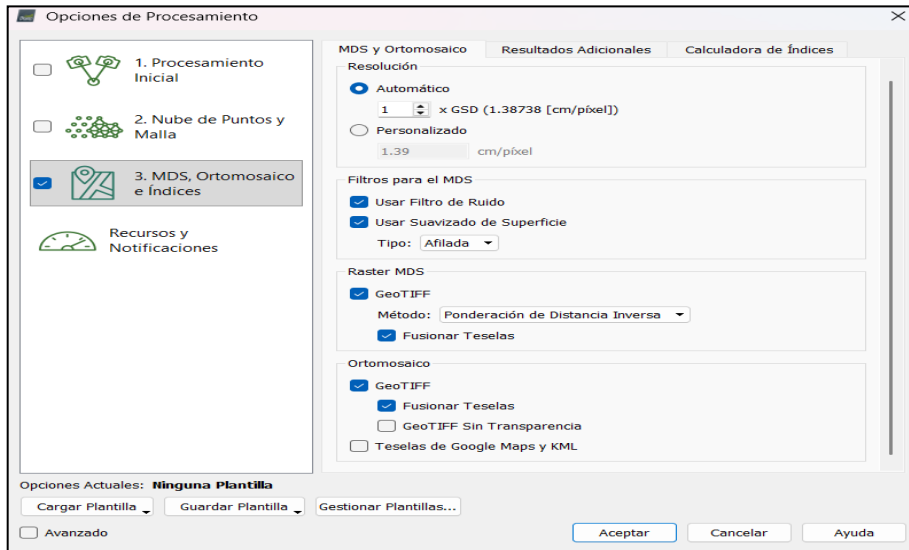 Opciones de Procesamiento
1. Procesamiento
Inicial
2. Nube de Puntos y
Malla
3. MDS, Ortomosaico
e Índices
Recursos y
Notificaciones
MDS y Ortomosaico Resultados Adicionales Calculadora de Índices
Resolución
Automático
1 x GSD (1.38738 [cm/píxel])
Personalizado
1.39 cm/píxel
Filtros para el MDS
Usar Filtro de Ruido
Usar Suavizado de Superficie
Tipo: Afilada
Raster MDS
GeoTIFF
Método: Ponderación de Distancia Inversa
Fusionar Teselas
Ortomosaico
GeoTIFF
Fusionar Teselas
GeoTIFF Sin Transparencia
Teselas de Google Maps y KML
Opciones Actuales: Ninguna Plantilla
Cargar Plantilla Guardar Plantilla Gestionar Plantillas...
Avanzado Aceptar Cancelar Ayuda